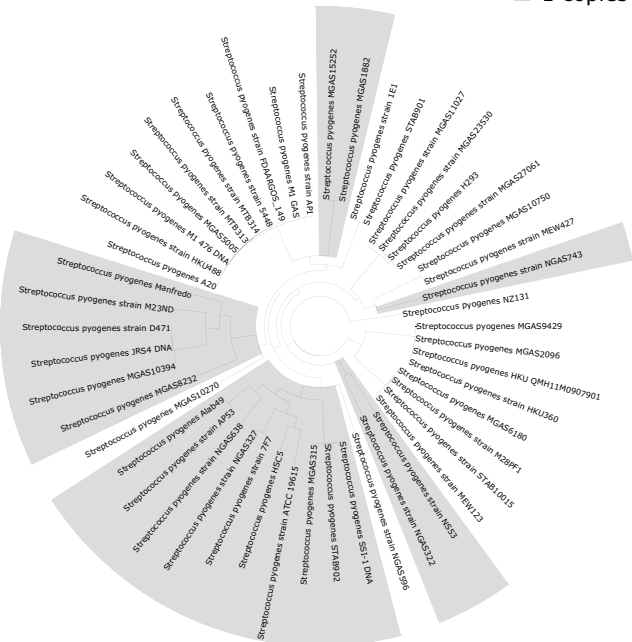 2 copies
Streptococcus pyogenes MGAS15252
Streptococcus pyogenes MGAS1882
Streptococcus pyogenes strain 1E1
Streptococcus pyogenes STAB901
Streptococcus pyogenes strain MGAS11027
Streptococcus pyogenes strain MGAS23530
Streptococcus pyogenes H293
Streptococcus pyogenes strain MGAS27061
Streptococcus pyogenes MGAS10750
Streptococcus pyogenes strain MEW427
Streptococcus pyogenes strain NGAS743
Streptococcus pyogenes NZ131
Streptococcus pyogenes MGAS9429
Streptococcus pyogenes MGAS2096
Streptococcus pyogenes HKU QMH11M0907901
Streptococcus pyogenes strain HKU360
Streptococcus pyogenes MGAS6180
Streptococcus pyogenes strain M28PF1
Streptococcus pyogenes strain STAB10015
Streptococcus pyogenes strain MEW123
Streptococcus pyogenes strain NS53
Streptococcus pyogenes strain NGAS322
Streptococcus pyogenes strain NGAS596
Streptococcus pyogenes SSI-1 DNA
Streptococcus pyogenes STAB902
Streptococcus pyogenes MGAS315
Streptococcus pyogenes strain ATCC 19615
Streptococcus pyogenes HSC5
Streptococcus pyogenes strain 7F7
Streptococcus pyogenes strain NGAS327
Streptococcus pyogenes strain NGAS638
Streptococcus pyogenes strain AP53
Streptococcus pyogenes Alab49
Streptococcus pyogenes MGAS10270
Streptococcus pyogenes MGAS8232
Streptococcus pyogenes MGAS10394
Streptococcus pyogenes JRS4 DNA
Streptococcus pyogenes strain D471
Streptococcus pyogenes strain M23ND
Streptococcus pyogenes Manfredo
Streptococcus pyogenes A20
Streptococcus pyogenes strain HKU488
Streptococcus pyogenes M1 476 DNA
Streptococcus pyogenes MGAS5005
Streptococcus pyogenes strain MTB313
Streptococcus pyogenes strain MTB314
Streptococcus pyogenes strain 5448
Streptococcus pyogenes strain FDAARGOS_149
Streptococcus pyogenes M1 GAS
Streptococcus pyogenes strain AP1